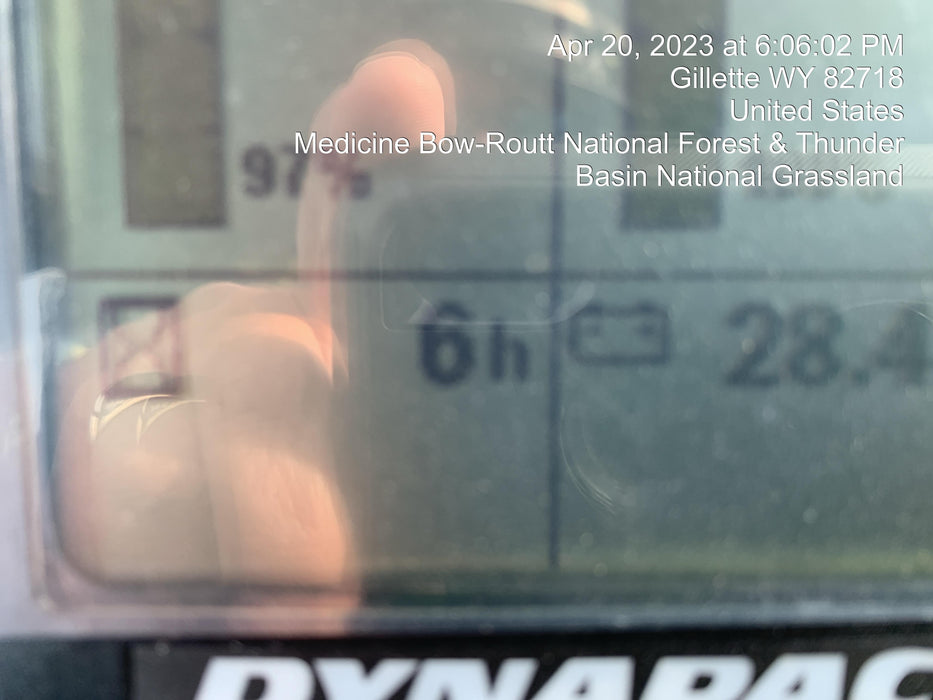 Apr 20, 2023 at 6:06:02 PM
Gillette WY 82718
United States
Medicine Bow-Routt National Forest & Thunder
Basin National Grassland
97%
6h 28.4
DYNAPAC